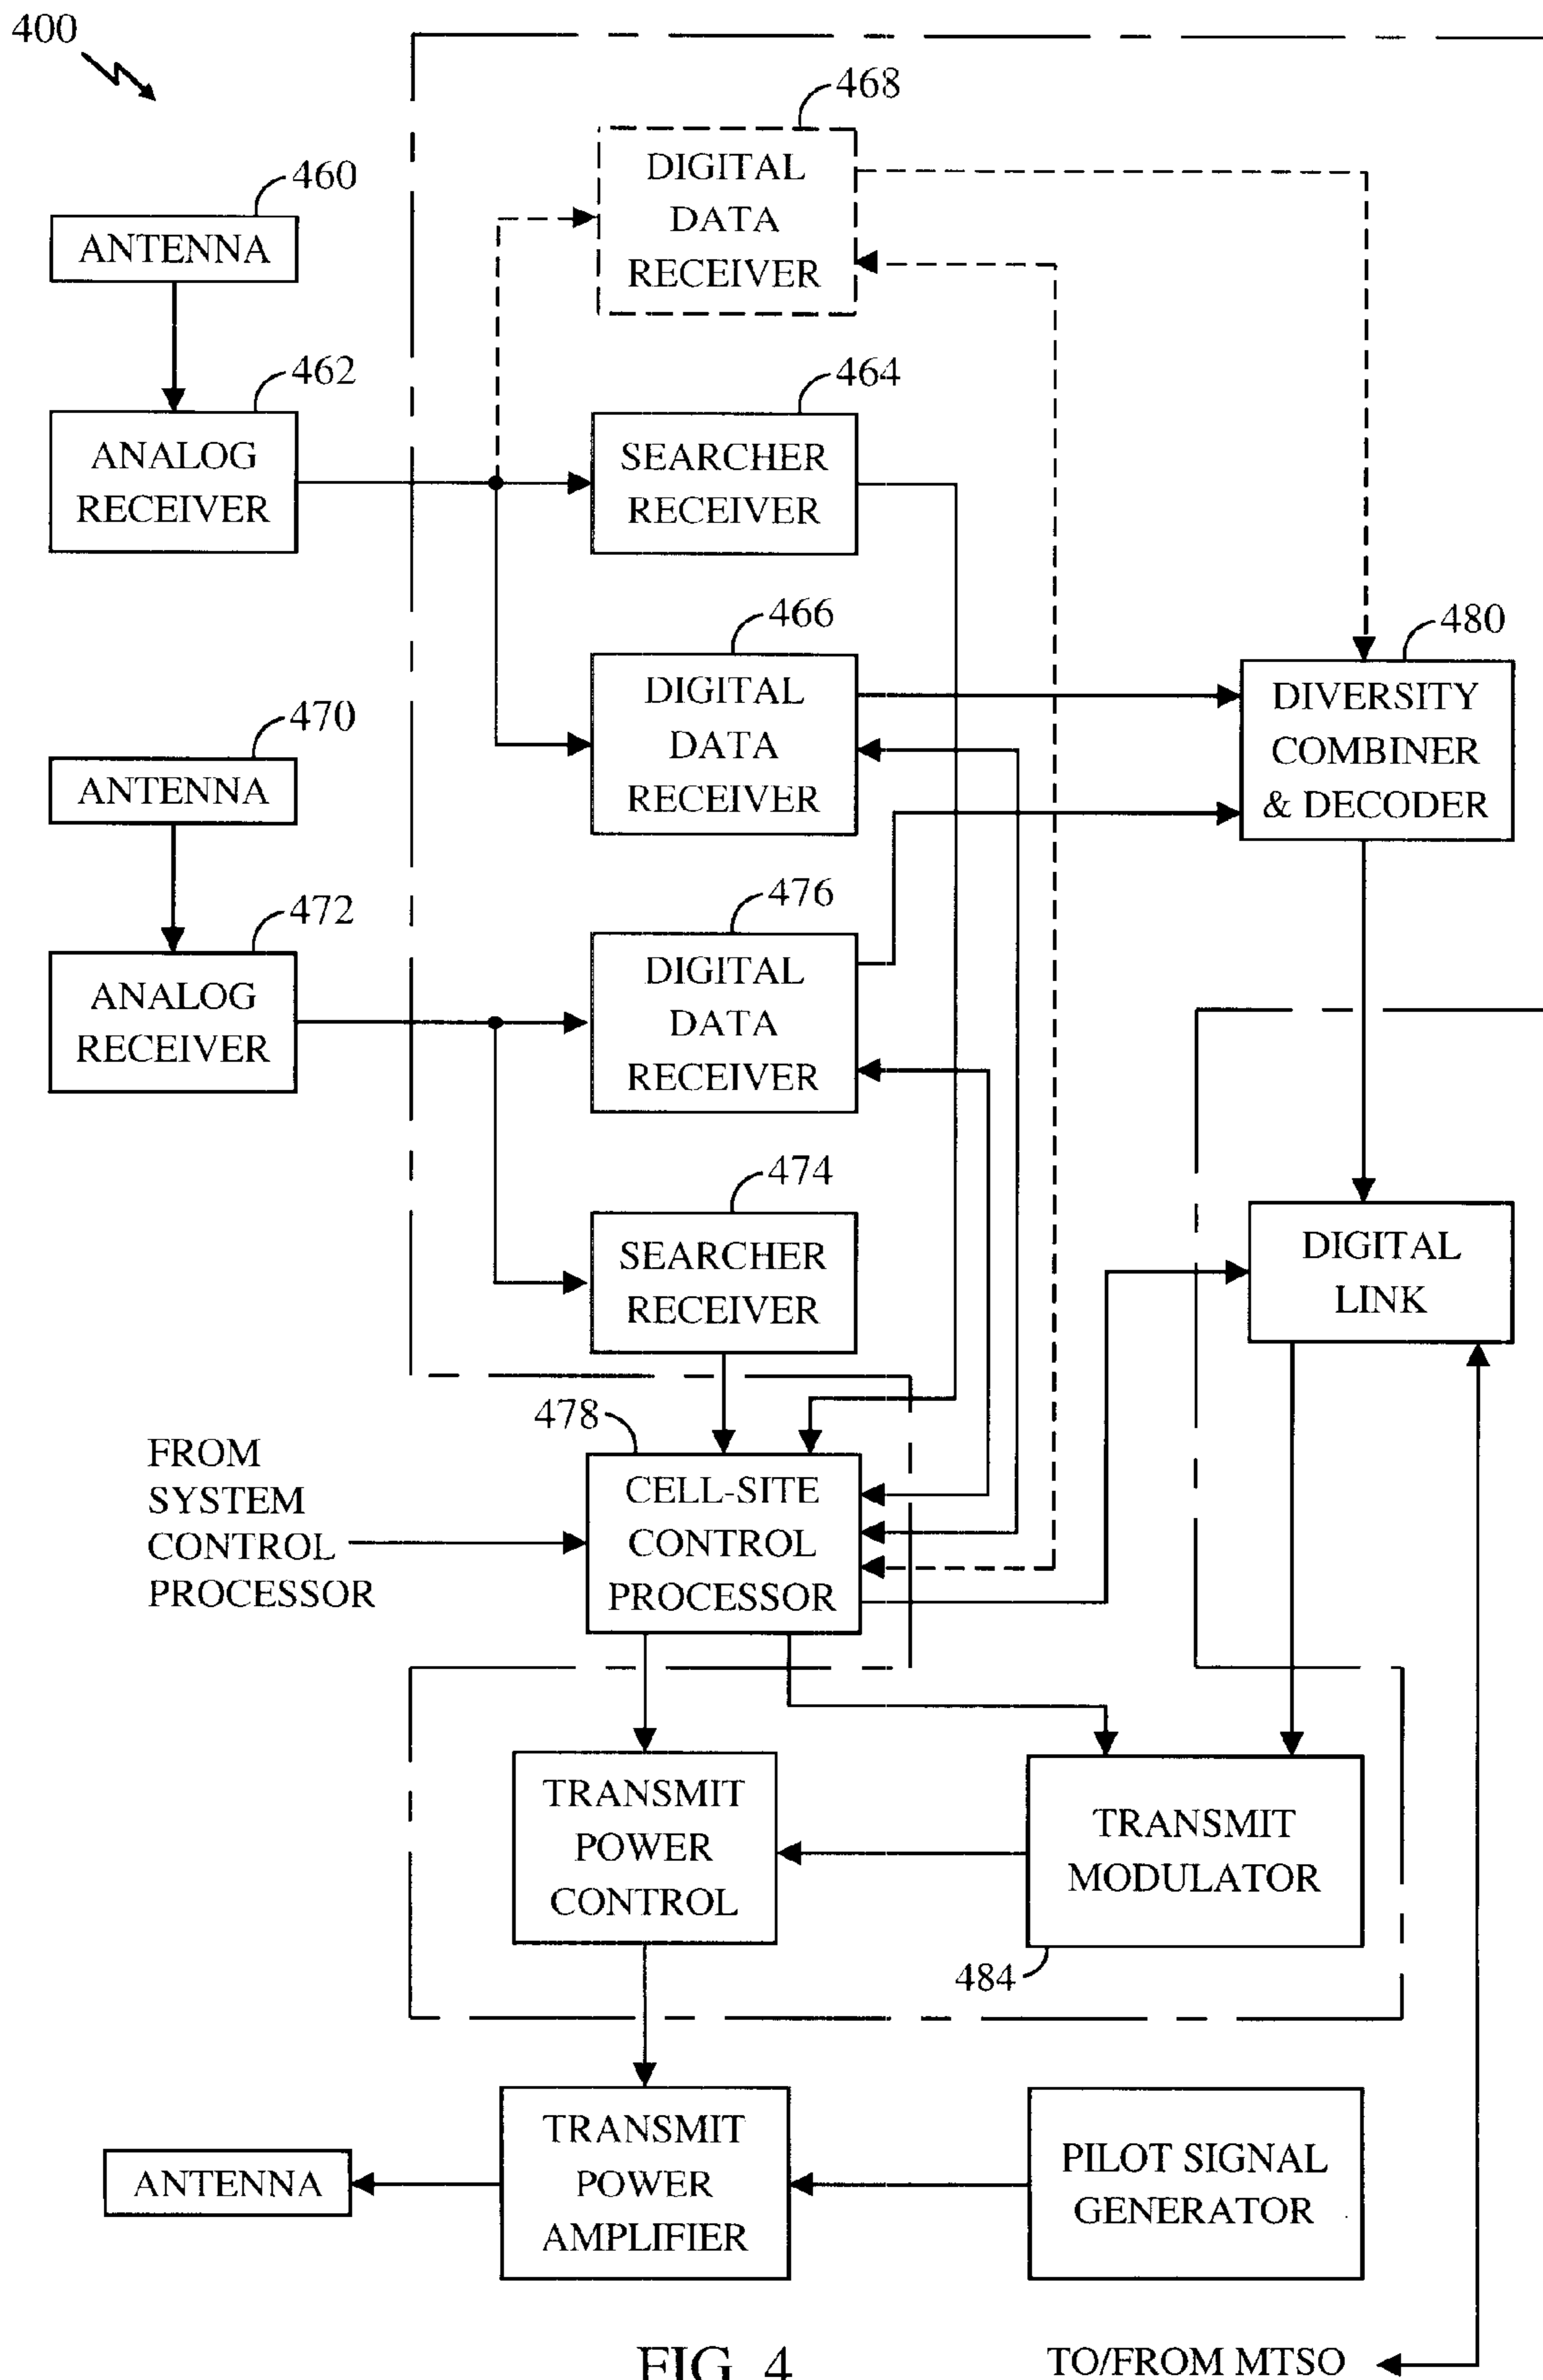 400
468
DIGITAL
DATA
RECEIVER
460
ANTENNA
462
ANALOG
RECEIVER
464
SEARCHER
RECEIVER
466
DIGITAL
DATA
RECEIVER
480
DIVERSITY
COMBINER
& DECODER
470
ANTENNA
472
ANALOG
RECEIVER
476
DIGITAL
DATA
RECEIVER
474
SEARCHER
RECEIVER
DIGITAL
LINK
478
CELL-SITE
CONTROL
PROCESSOR
FROM
SYSTEM
CONTROL
PROCESSOR
TRANSMIT
POWER
CONTROL
TRANSMIT
MODULATOR
484
ANTENNA
TRANSMIT
POWER
AMPLIFIER
PILOT SIGNAL
GENERATOR
FIG. 4
TO/FROM MTSO